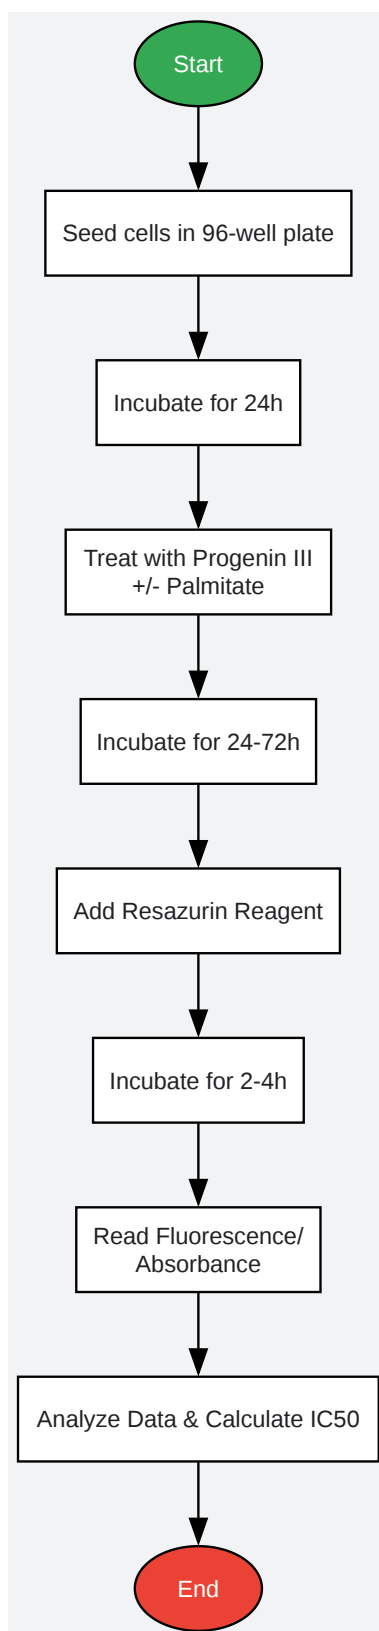 Start
Seed cells in 96-well plate
Incubate for 24h
Treat with Progenin III
+/- Palmitate
Incubate for 24-72h
Add Resazurin Reagent
Incubate for 2-4h
Read Fluorescence/
Absorbance
Analyze Data & Calculate IC50
End